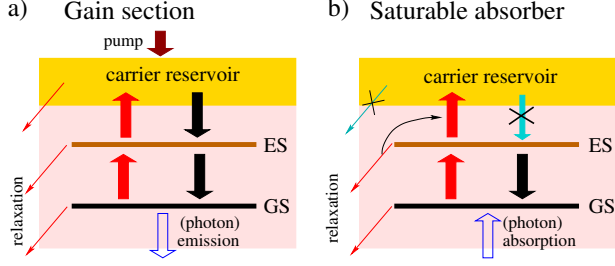 a) Gain section
pump
carrier reservoir
ES
GS
relaxation
(photon)
emission
b) Saturable absorber
carrier reservoir
ES
GS
relaxation
(photon)
absorption